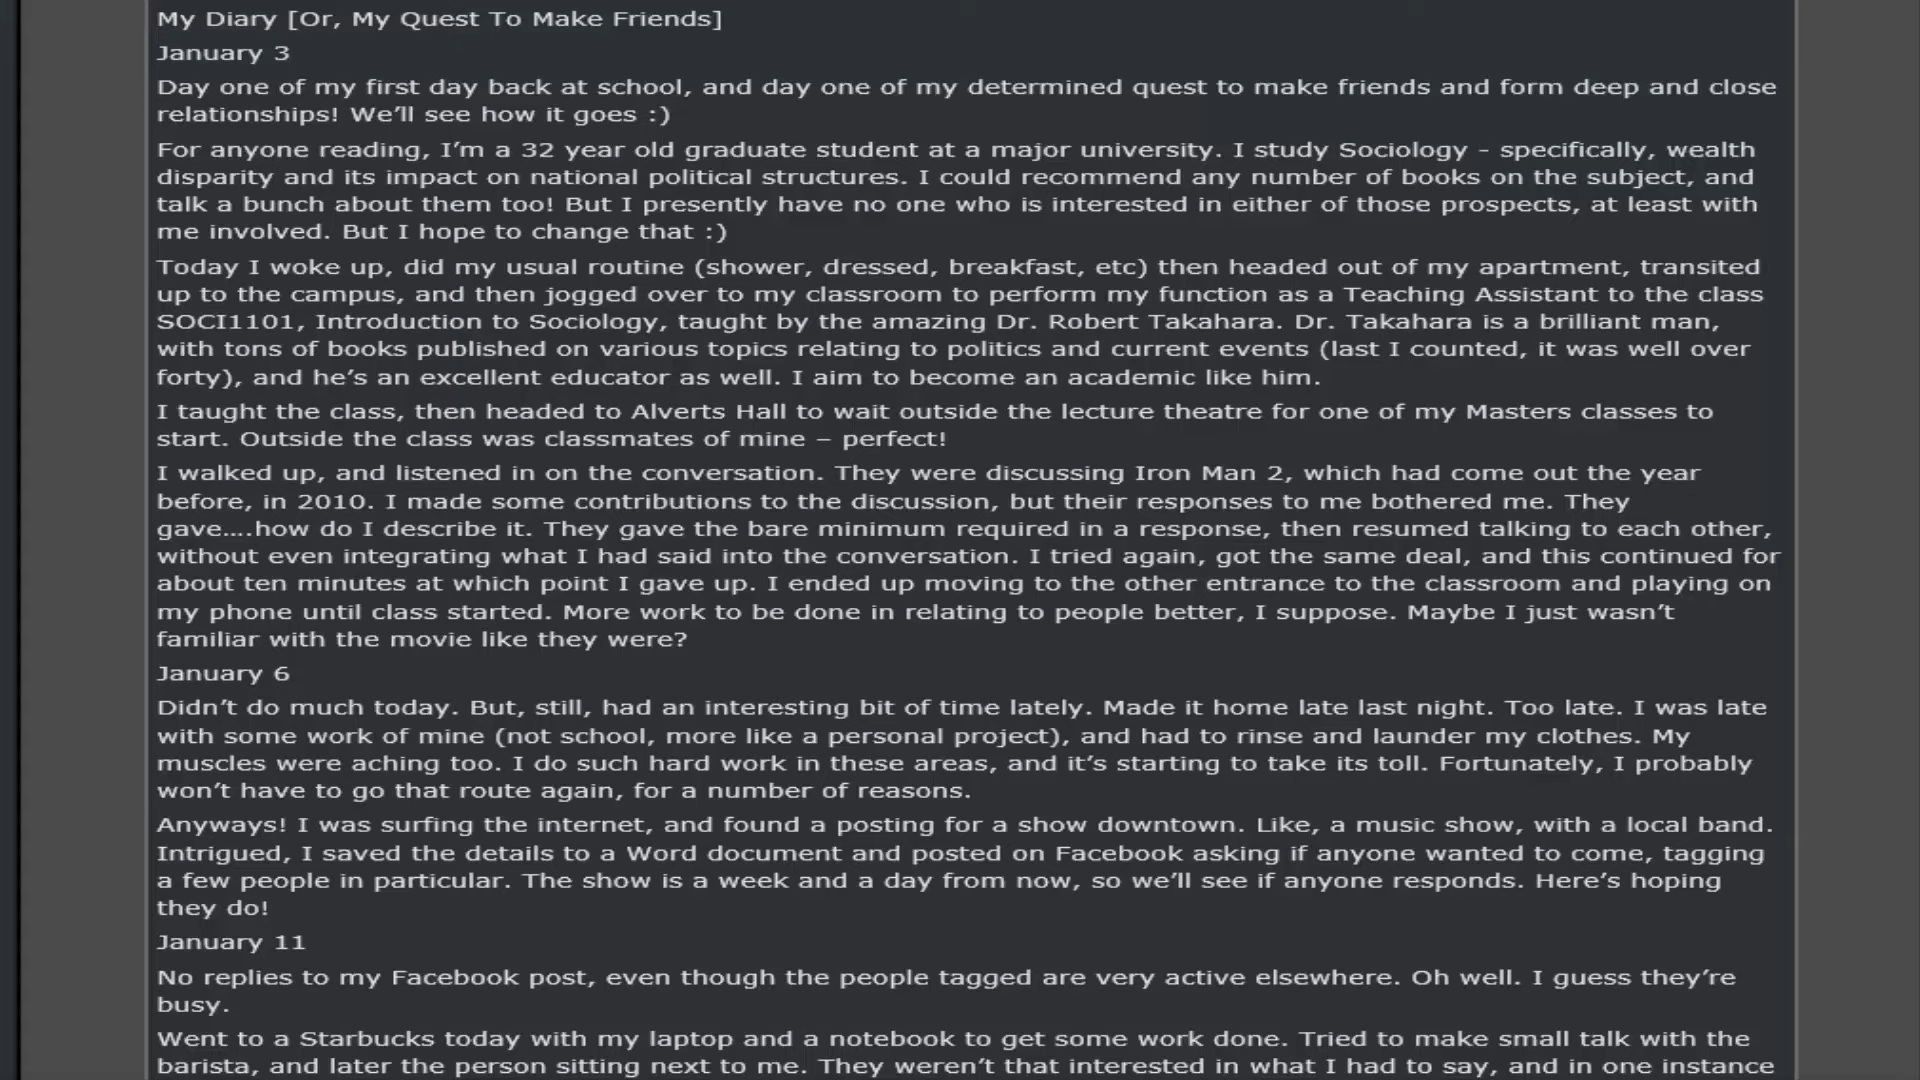 My Diary [Or, My Quest To Make Friends]
January 3
Day one of my first day back at school, and day one of my determined quest to make friends and form deep and close
relationships! We’ll see how it goes :)
For anyone reading, I’m a 32 year old graduate student at a major university. I study Sociology - specifically, wealth
disparity and its impact on national political structures. I could recommend any number of books on the subject, and
talk a bunch about them too! But I presently have no one who is interested in either of those prospects, at least with
me involved. But I hope to change that :)
Today I woke up, did my usual routine (shower, dressed, breakfast, etc) then headed out of my apartment, transited
up to the campus, and then jogged over to my classroom to perform my function as a Teaching Assistant to the class
SOCI1101, Introduction to Sociology, taught by the amazing Dr. Robert Takahara. Dr. Takahara is a brilliant man,
with tons of books published on various topics relating to politics and current events (last I counted, it was well over
forty), and he’s an excellent educator as well. I aim to become an academic like him.
I taught the class, then headed to Alverts Hall to wait outside the lecture theatre for one of my Masters classes to
start. Outside the class was classmates of mine – perfect!
I walked up, and listened in on the conversation. They were discussing Iron Man 2, which had come out the year
before, in 2010. I made some contributions to the discussion, but their responses to me bothered me. They
gave....how do I describe it. They gave the bare minimum required in a response, then resumed talking to each other,
without even integrating what I had said into the conversation. I tried again, got the same deal, and this continued for
about ten minutes at which point I gave up. I ended up moving to the other entrance to the classroom and playing on
my phone until class started. More work to be done in relating to people better, I suppose. Maybe I just wasn’t
familiar with the movie like they were?
January 6
Didn’t do much today. But, still, had an interesting bit of time lately. Made it home late last night. Too late. I was late
with some work of mine (not school, more like a personal project), and had to rinse and launder my clothes. My
muscles were aching too. I do such hard work in these areas, and it’s starting to take its toll. Fortunately, I probably
won’t have to go that route again, for a number of reasons.
Anyways! I was surfing the internet, and found a posting for a show downtown. Like, a music show, with a local band.
Intrigued, I saved the details to a Word document and posted on Facebook asking if anyone wanted to come, tagging
a few people in particular. The show is a week and a day from now, so we’ll see if anyone responds. Here’s hoping
they do!
January 11
No replies to my Facebook post, even though the people tagged are very active elsewhere. Oh well. I guess they’re
busy.
Went to a Starbucks today with my laptop and a notebook to get some work done. Tried to make small talk with the
barista, and later the person sitting next to me. They weren’t that interested in what I had to say, and in one instance